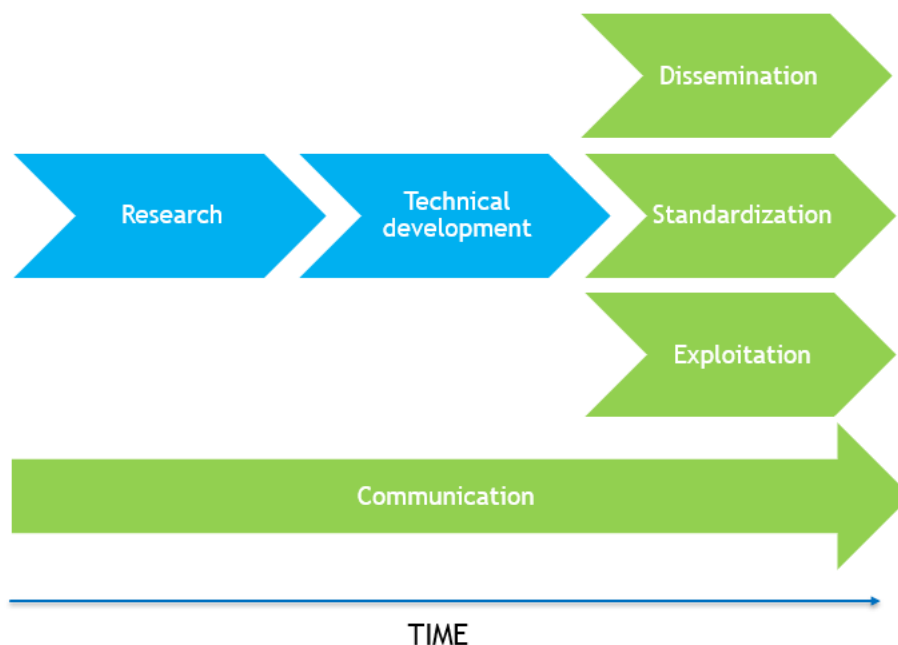 Dissemination
Research
Technical
development
Standardization
Exploitation
Communication
TIME